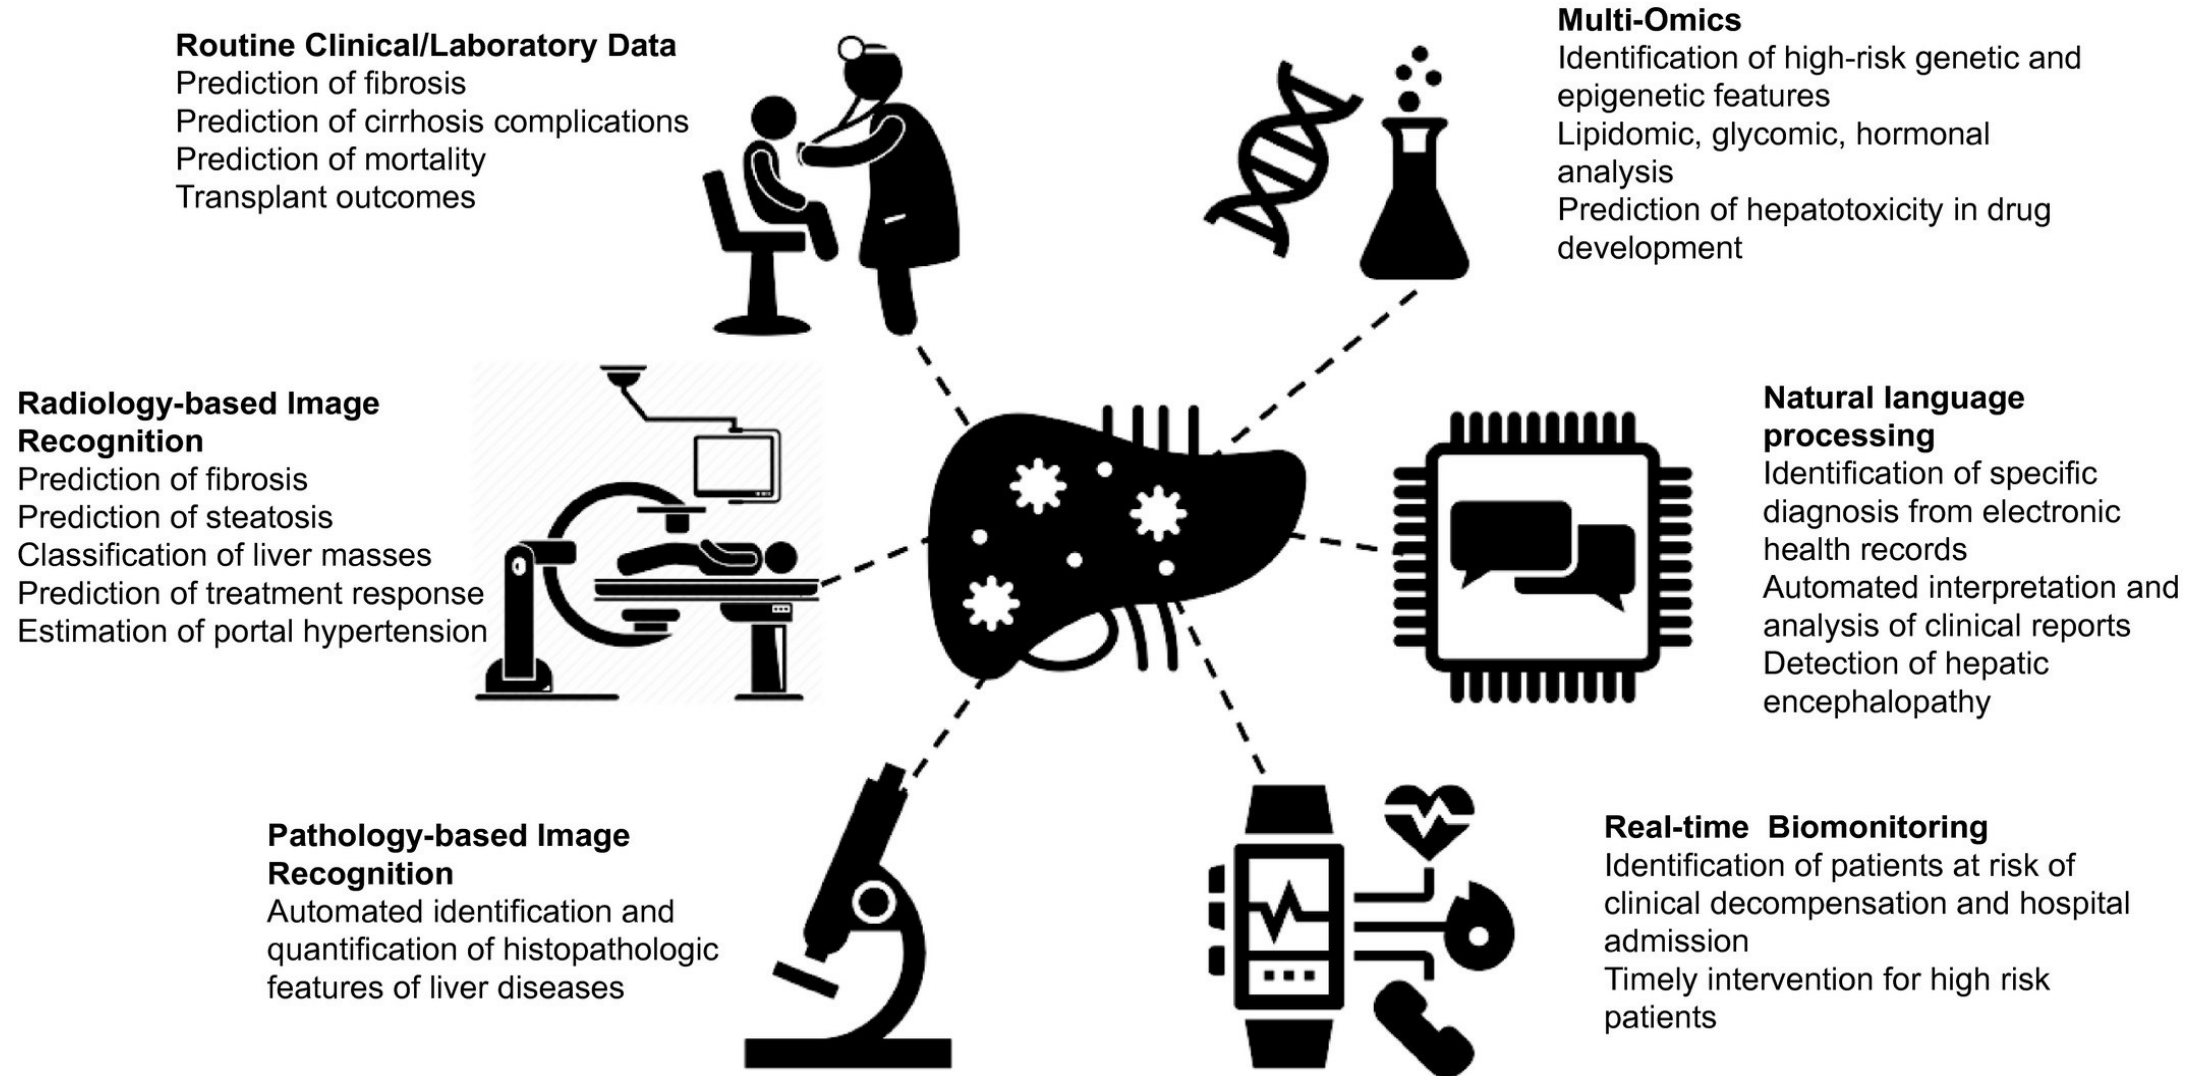 Routine Clinical/Laboratory Data
Prediction of fibrosis
Prediction of cirrhosis complications
Prediction of mortality
Transplant outcomes
Multi-Omics
Identification of high-risk genetic and
epigenetic features
Lipidomic, glycomic, hormonal
analysis
Prediction of hepatotoxicity in drug
development
Radiology-based Image
Recognition
Prediction of fibrosis
Prediction of steatosis
Classification of liver masses
Prediction of treatment response
Estimation of portal hypertension
Natural language
processing
Identification of specific
diagnosis from electronic
health records
Automated interpretation and
analysis of clinical reports
Detection of hepatic
encephalopathy
Pathology-based Image
Recognition
Automated identification and
quantification of histopathologic
features of liver diseases
Real-time  Biomonitoring
Identification of patients at risk of
clinical decompensation and hospital
admission
Timely intervention for high risk
patients